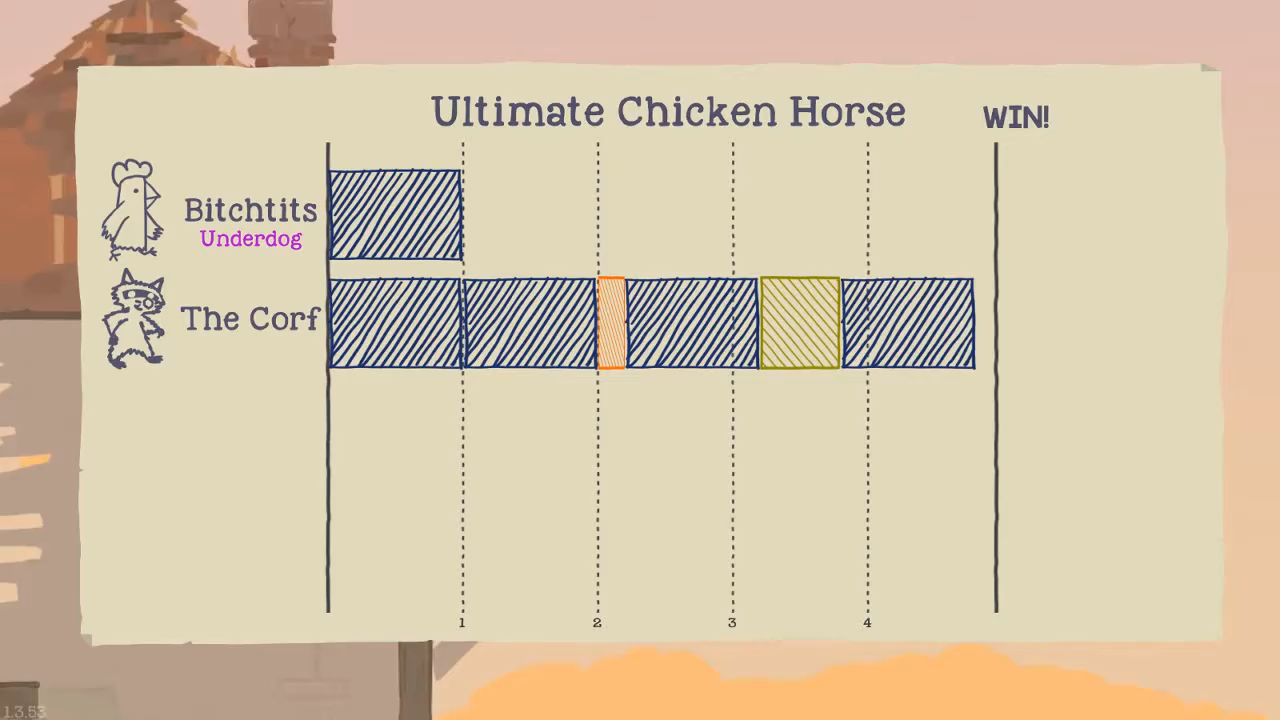 Ultimate Chicken Horse
WIN!
Bitchtits
Underdog
The Corf
1 2 3 4
1.3.53